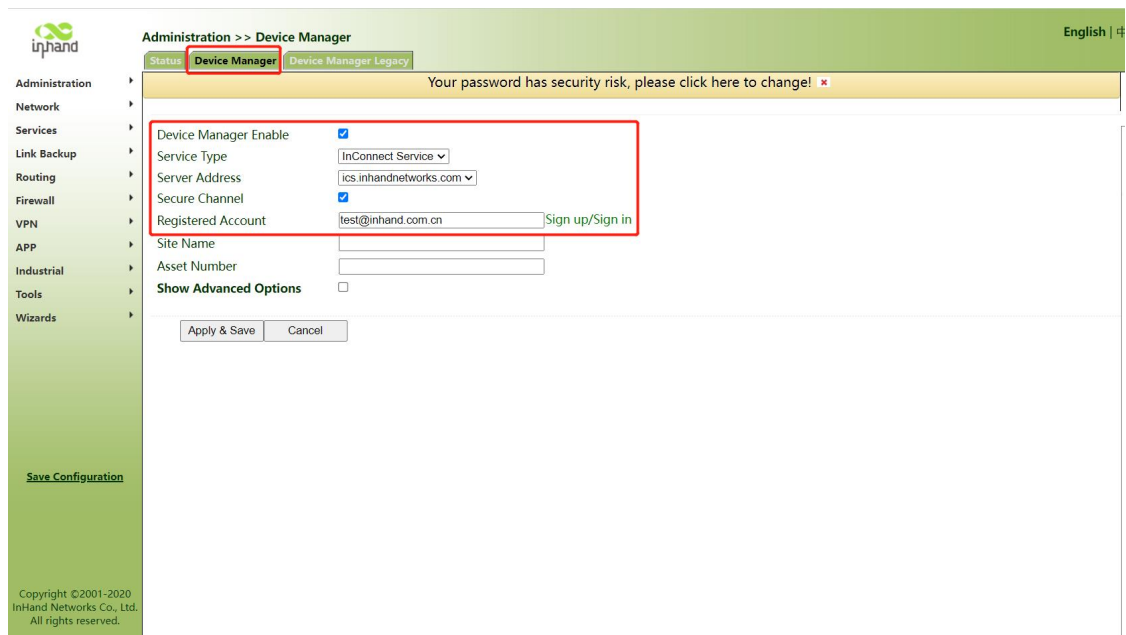 inhand
Administration >> Device Manager
English | 中
Status Device Manager Device Manager Legacy
Your password has security risk, please click here to change!
Administration
Network
Services
Link Backup
Routing
Firewall
VPN
APP
Industrial
Tools
Wizards
Device Manager Enable
Service Type InConnect Service
Server Address ics.inhandnetworks.com
Secure Channel
Registered Account test@inhand.com.cn Sign up/Sign in
Site Name
Asset Number
Show Advanced Options
Apply & Save Cancel
Save Configuration
Copyright ©2001-2020
InHand Networks Co., Ltd.
All rights reserved.